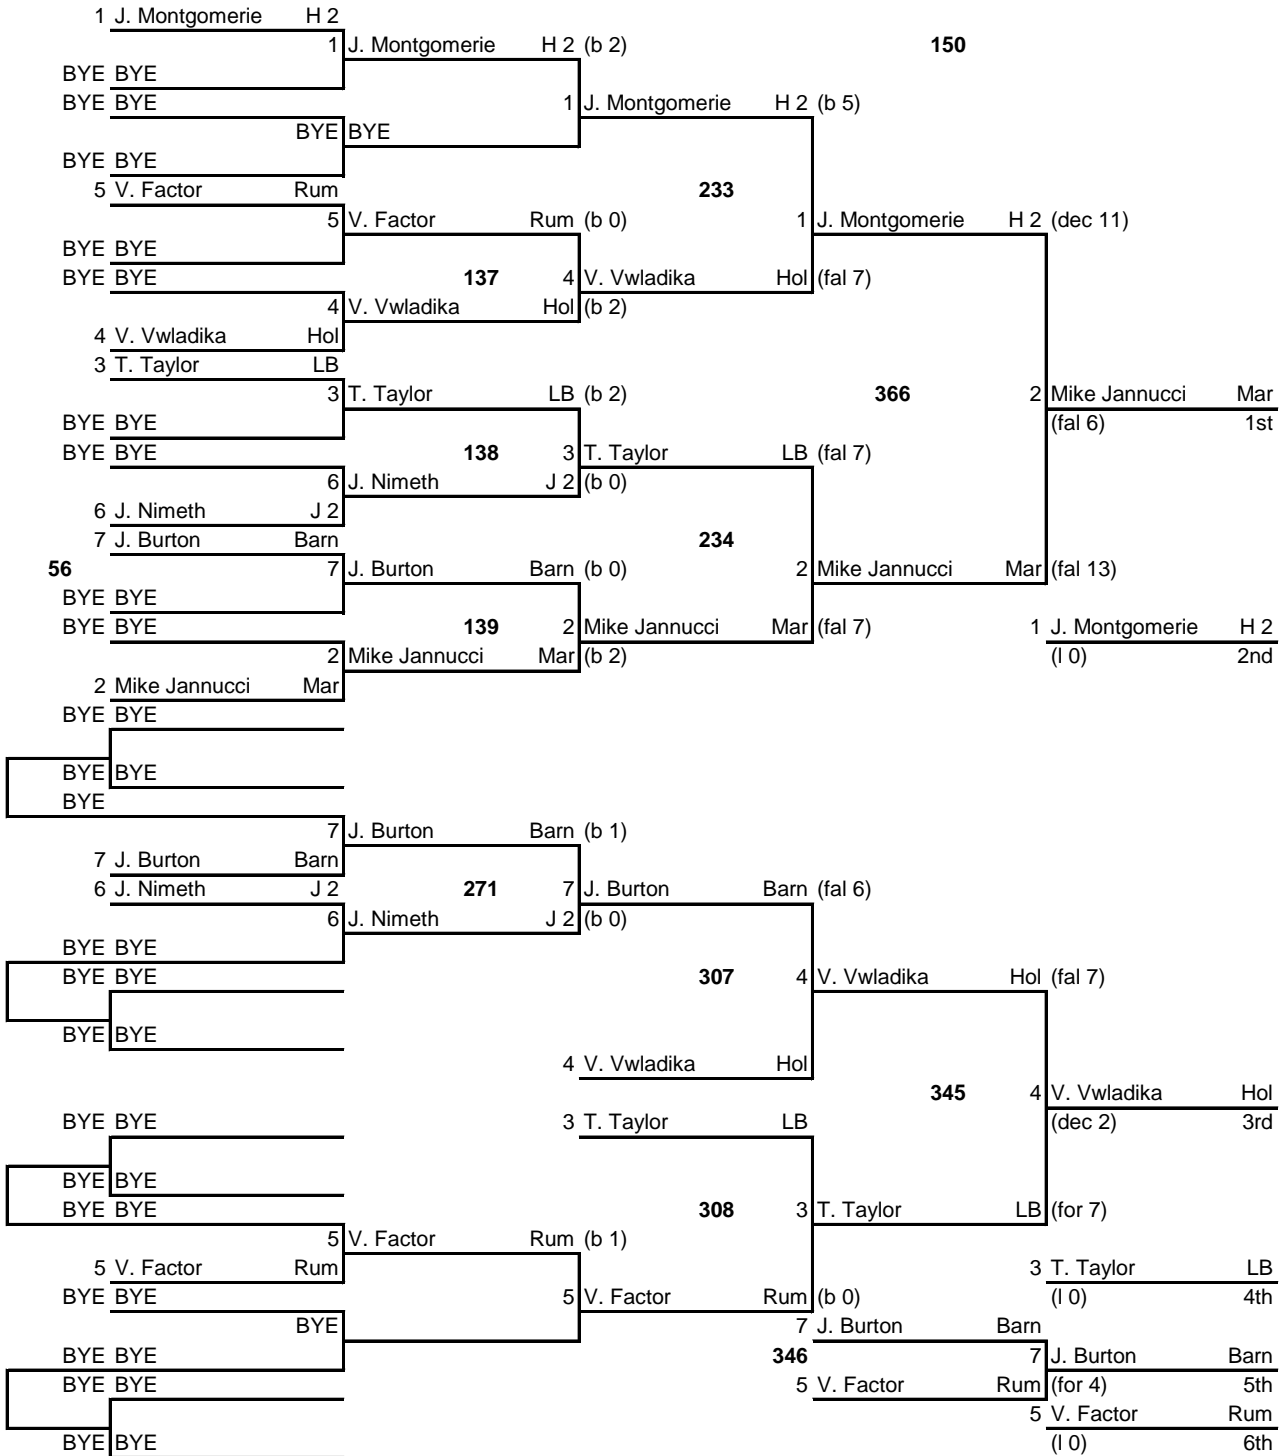 1 J. Montgomerie H 2
1 J. Montgomerie H 2 (b 2) 150
BYE BYE
BYE BYE 1 J. Montgomerie H 2 (b 5)
BYE BYE
BYE BYE
5 V. Factor Rum 233
5 V. Factor Rum (b 0) 1 J. Montgomerie H 2 (dec 11)
BYE BYE
BYE BYE 137 4 V. Vwladika Hol (fal 7)
4 V. Vwladika Hol (b 2)
4 V. Vwladika Hol
3 T. Taylor LB
3 T. Taylor LB (b 2) 366 2 Mike Jannucci Mar
BYE BYE (fal 6) 1st
BYE BYE 138 3 T. Taylor LB (fal 7)
6 J. Nimeth J 2 (b 0)
6 J. Nimeth J 2
7 J. Burton Barn 234
56 7 J. Burton Barn (b 0) 2 Mike Jannucci Mar (fal 13)
BYE BYE
BYE BYE 139 2 Mike Jannucci Mar (fal 7) 1 J. Montgomerie H 2
2 Mike Jannucci Mar (b 2) (l 0) 2nd
2 Mike Jannucci Mar
BYE BYE
BYE BYE
BYE
7 J. Burton Barn (b 1)
7 J. Burton Barn
6 J. Nimeth J 2 271 7 J. Burton Barn (fal 6)
6 J. Nimeth J 2 (b 0)
BYE BYE
BYE BYE 307 4 V. Vwladika Hol (fal 7)
BYE BYE
4 V. Vwladika Hol
345 4 V. Vwladika Hol
BYE BYE 3 T. Taylor LB (dec 2) 3rd
BYE BYE
BYE BYE 308 3 T. Taylor LB (for 7)
5 V. Factor Rum (b 1)
5 V. Factor Rum 3 T. Taylor LB
BYE BYE 5 V. Factor Rum (b 0) (l 0) 4th
BYE 7 J. Burton Barn
BYE BYE 346 7 J. Burton Barn
BYE BYE 5 V. Factor Rum (for 4) 5th
5 V. Factor Rum
BYE BYE (l 0) 6th